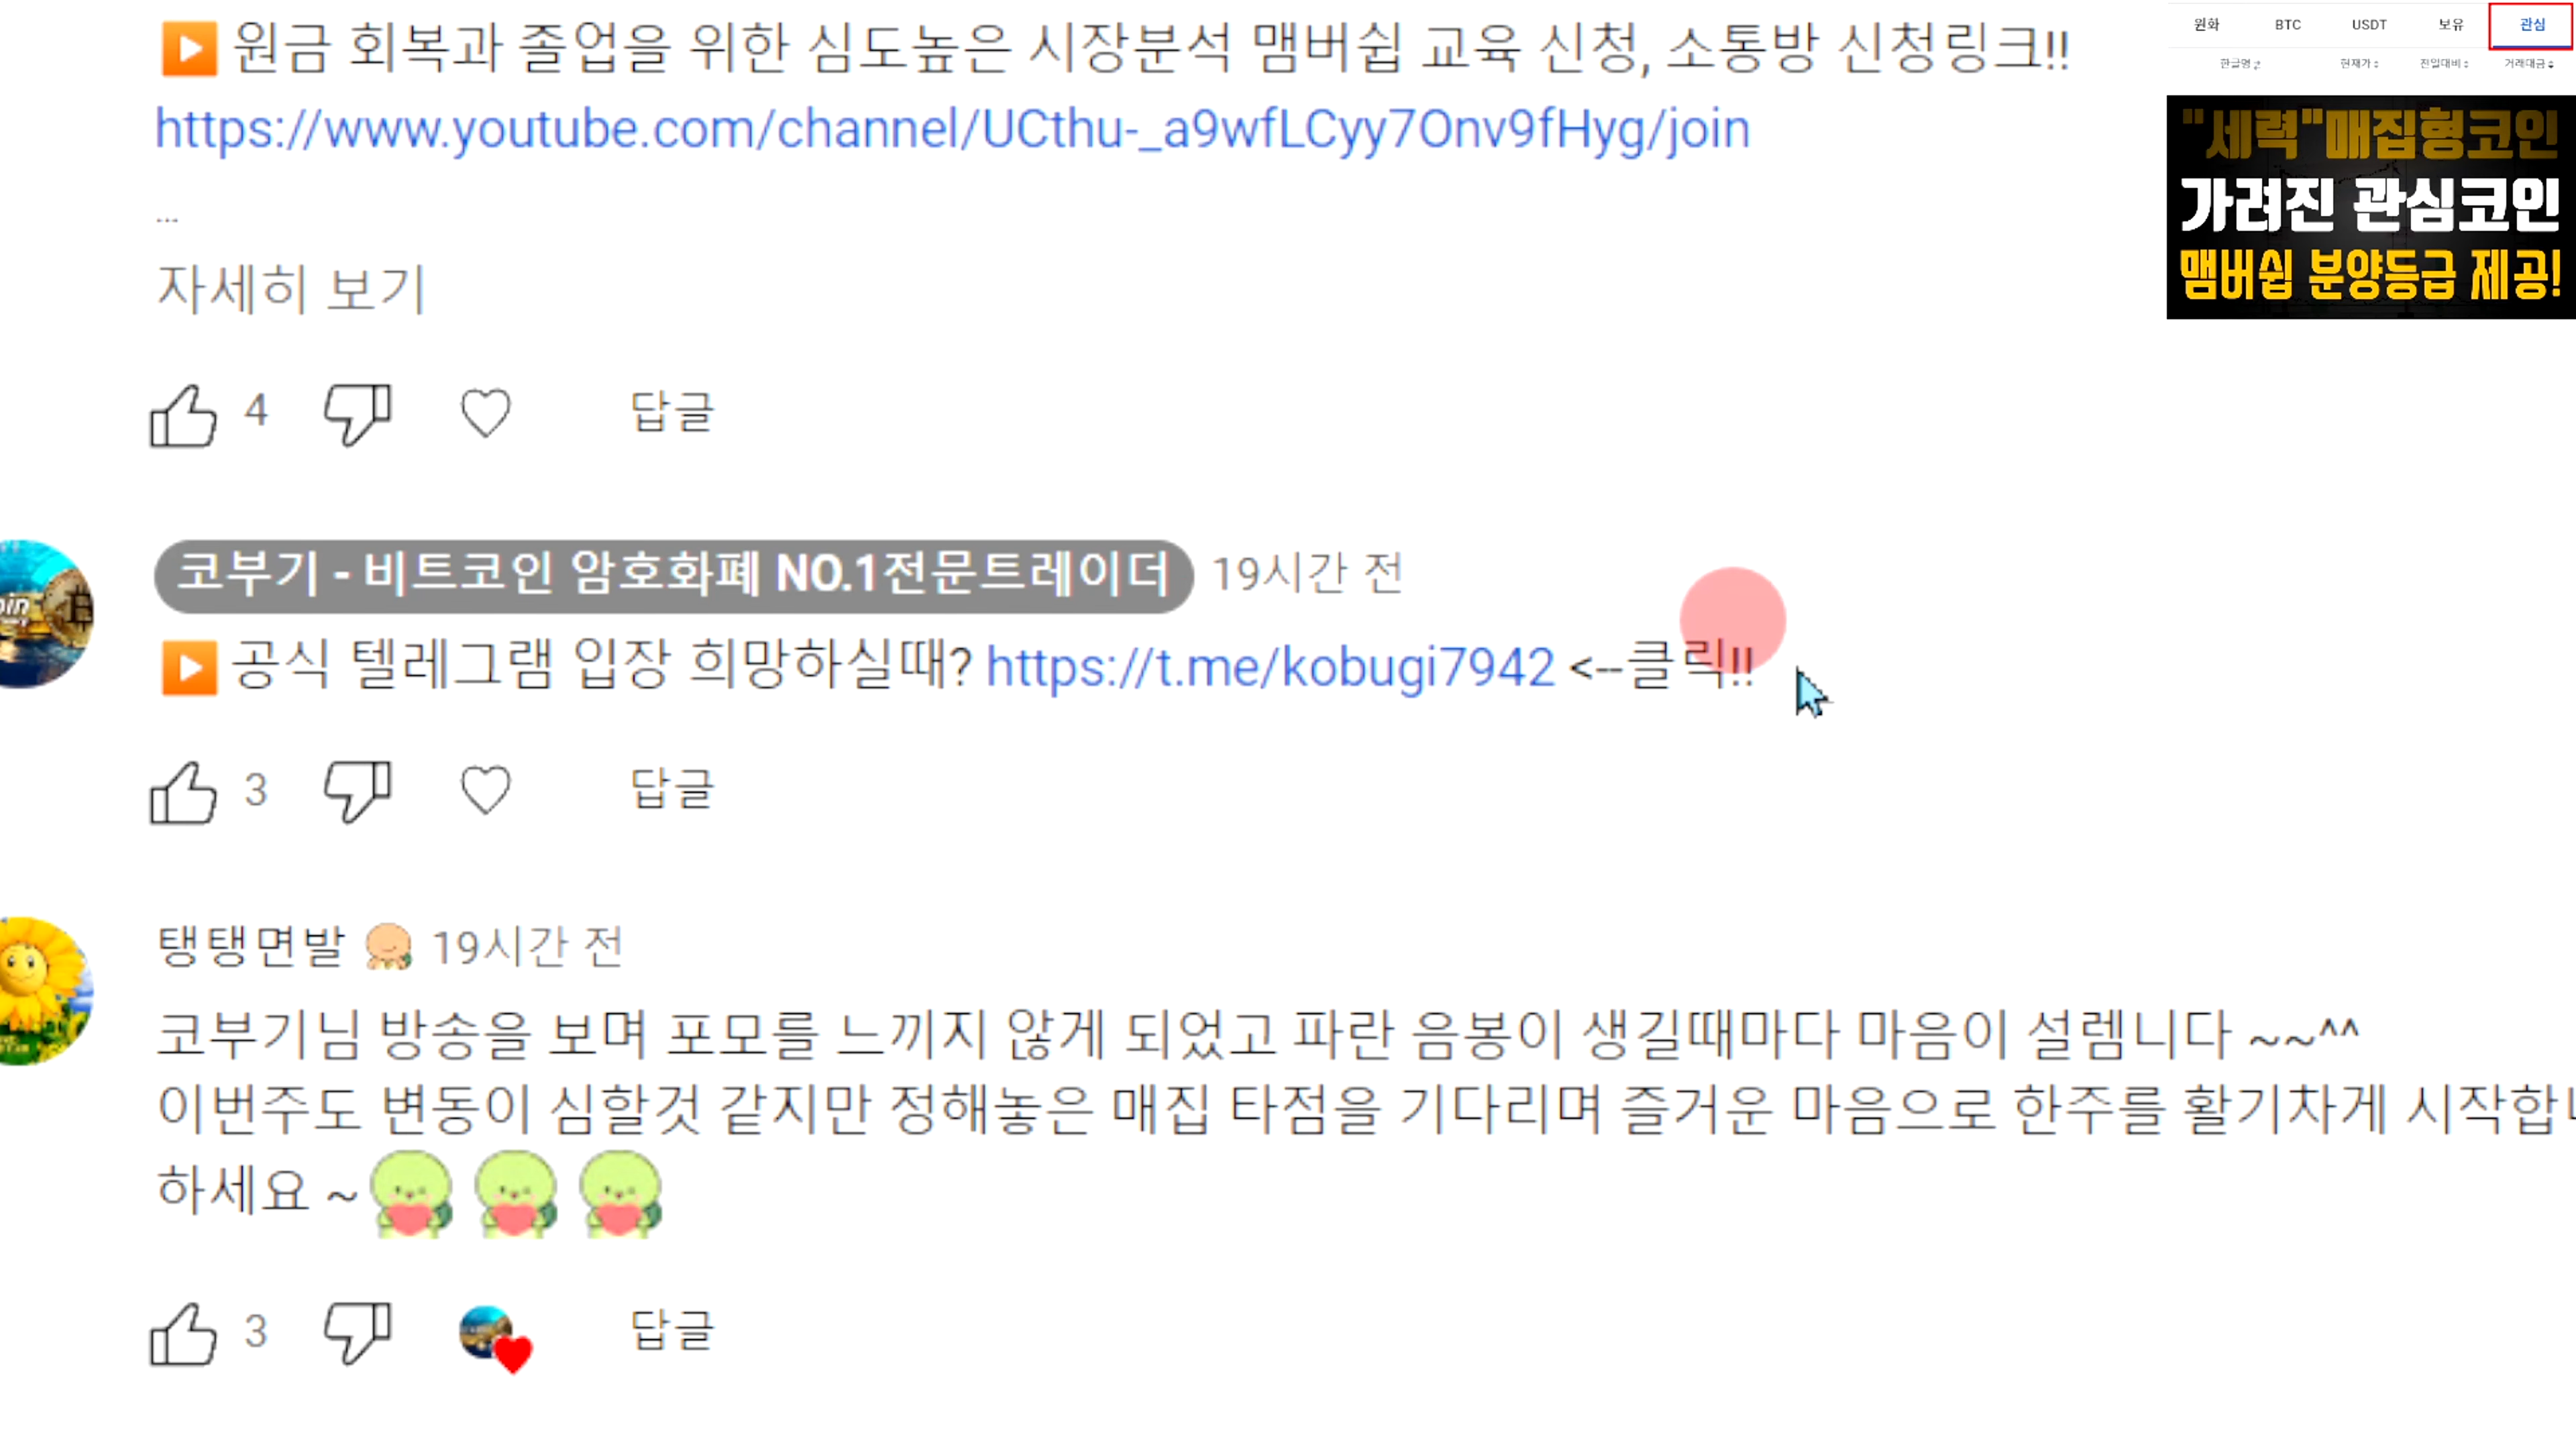 ▶ 원금 회복과 졸업을 위한 심도높은 시장분석 맴버쉽 교육 신청, 소통방 신청링크!!
https://www.youtube.com/channel/UCthu-_a9wfLCyy7Onv9fHyg/join
...
자세히 보기
4 답글
코부기 - 비트코인 암호화폐 NO.1전문트레이더 19시간 전
▶ 공식 텔레그램 입장 희망하실때? https://t.me/kobugi7942 <--클릭!!
3 답글
탱탱면발 19시간 전
코부기님 방송을 보며 포모를 느끼지 않게 되었고 파란 음봉이 생길때마다 마음이 설렘니다 ~~^^
이번주도 변동이 심할것 같지만 정해놓은 매집 타점을 기다리며 즐거운 마음으로 한주를 활기차게 시작합
하세요 ~
3 답글
원화 BTC USDT 보유 관심
한글명 현재가 전일대비 거래대금
"세력"매집형코인
가려진 관심코인
맴버쉽 분양등급 제공!